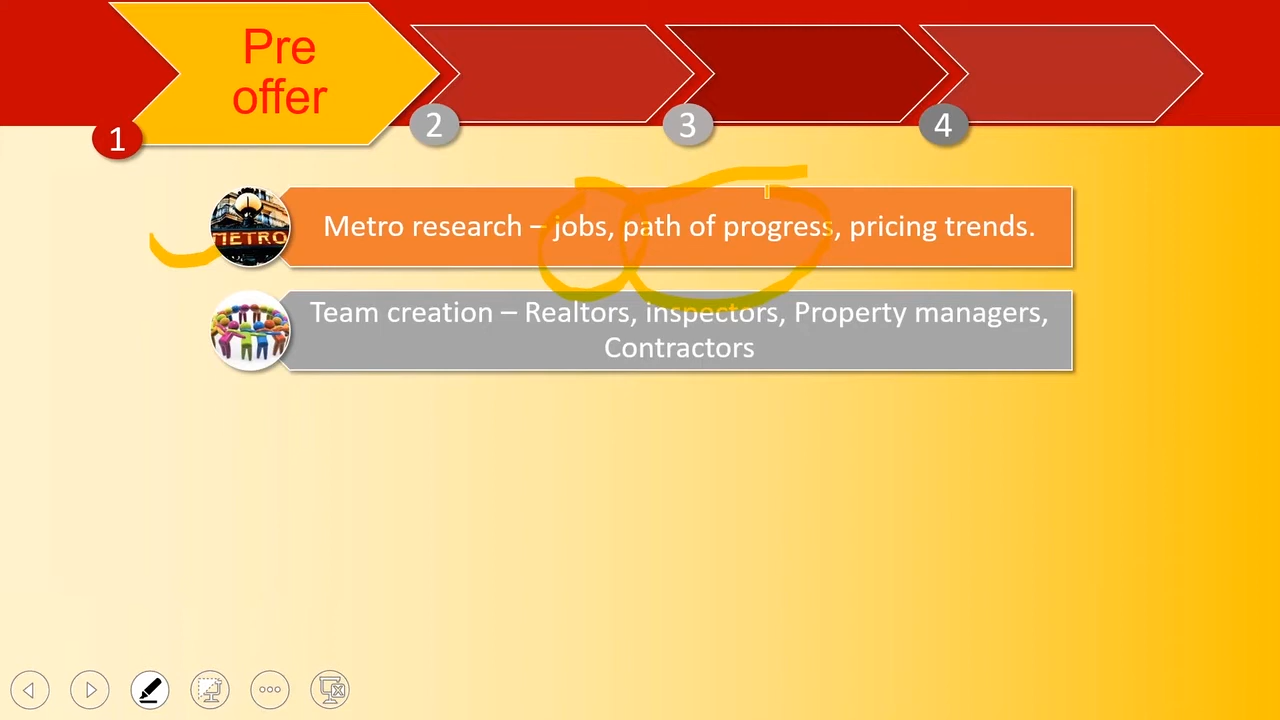 Pre
offer
1
2
3
4
METRO
Metro research – jobs, path of progress, pricing trends.
Team creation – Realtors, inspectors, Property managers,
Contractors